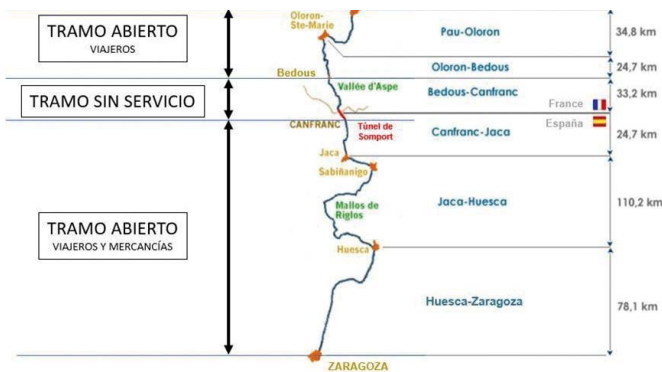 TRAMO ABIERTO
VIAJEROS
Oloron-
Ste-Marie
Pau-Oloron
34,8 km
Oloron-Bedous
24,7 km
Bedous
Vallée d'Aspe
Bedous-Canfranc
33,2 km
TRAMO SIN SERVICIO
France
España
CANFRANC
Túnel de
Somport
Canfranc-Jaca
24,7 km
Jaca
Sabiñanigo
Mallos de
Riglos
Jaca-Huesca
110,2 km
TRAMO ABIERTO
VIAJEROS Y MERCANCÍAS
Huesca
Huesca-Zaragoza
78,1 km
ZARAGOZA